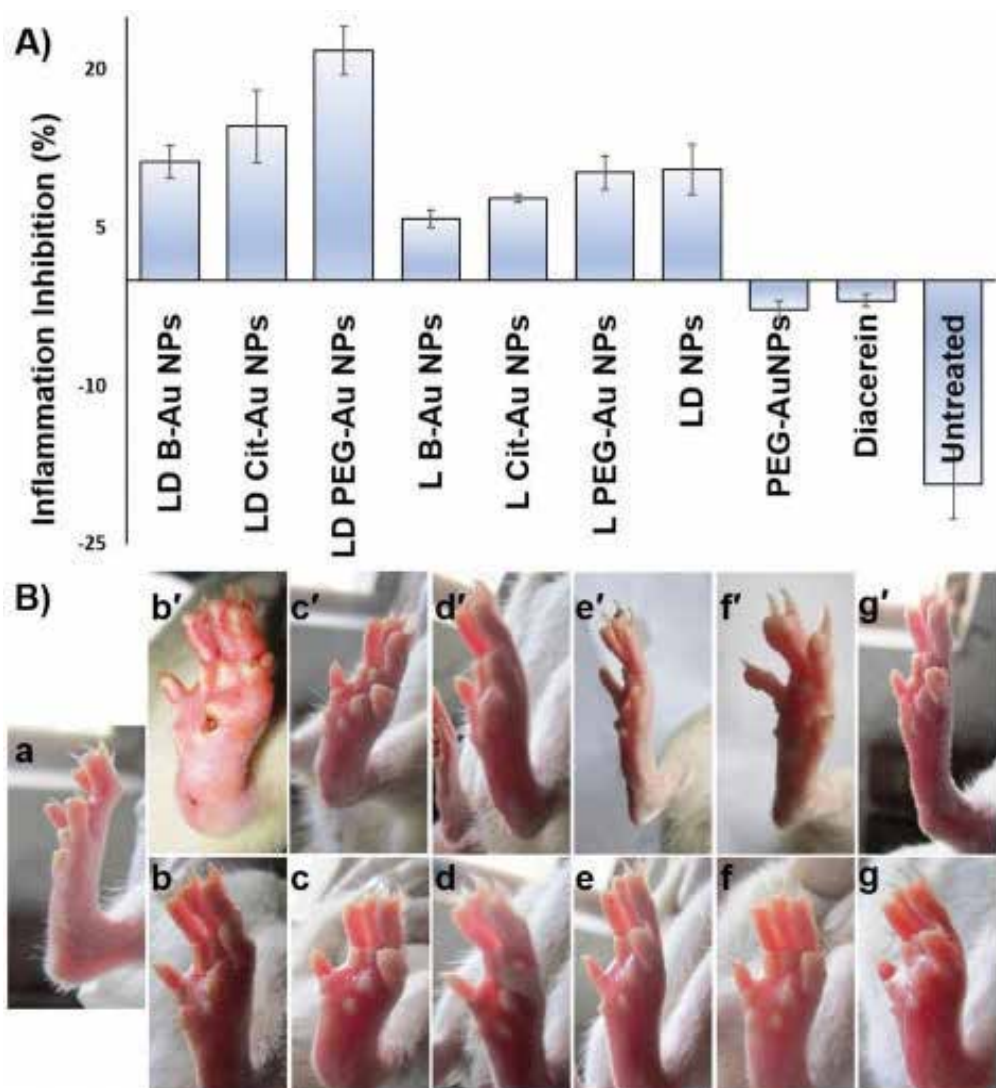 A)
Inflammation Inhibition (%)
20
5
-10
-25
LD B-Au NPs
LD Cit-Au NPs
LD PEG-Au NPs
L B-Au NPs
L Cit-Au NPs
L PEG-Au NPs
LD NPs
PEG-AuNPs
Diacerein
Untreated
B)
b′
c′
d′
e′
f′
g′
a
b
c
d
e
f
g